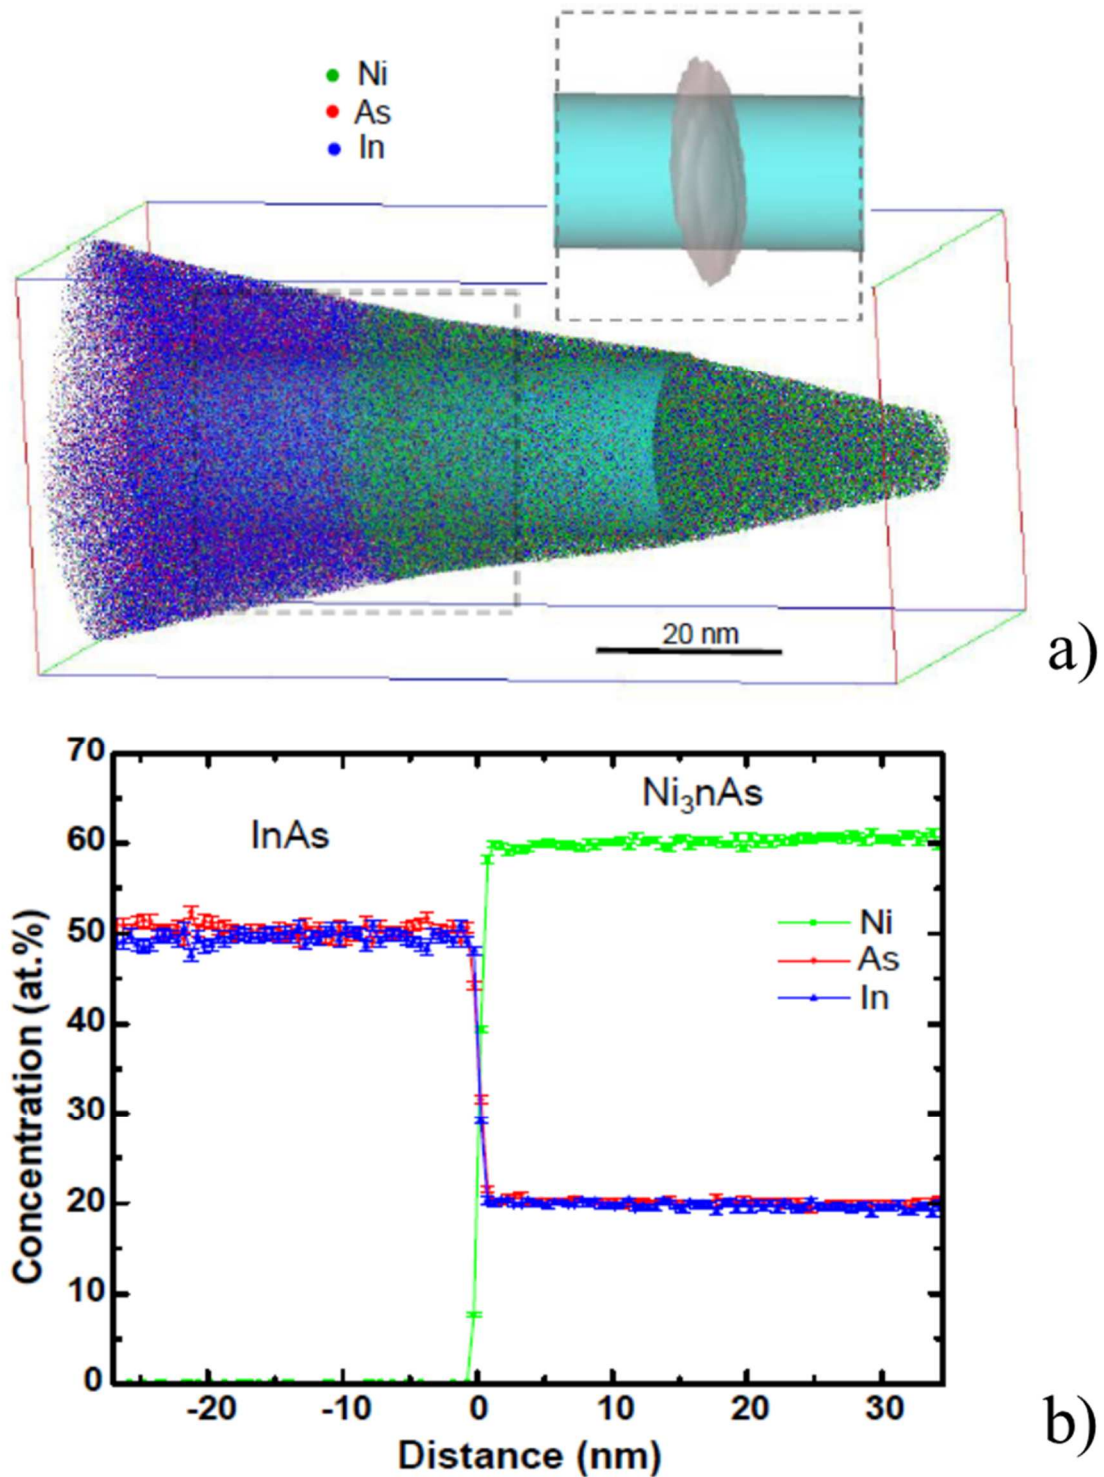 Ni
As
In
20 nm
a)
70
60
50
40
30
20
10
0
Concentration (at.%)
InAs
Ni₃nAs
Ni
As
In
-20
-10
0
10
20
30
Distance (nm)
b)